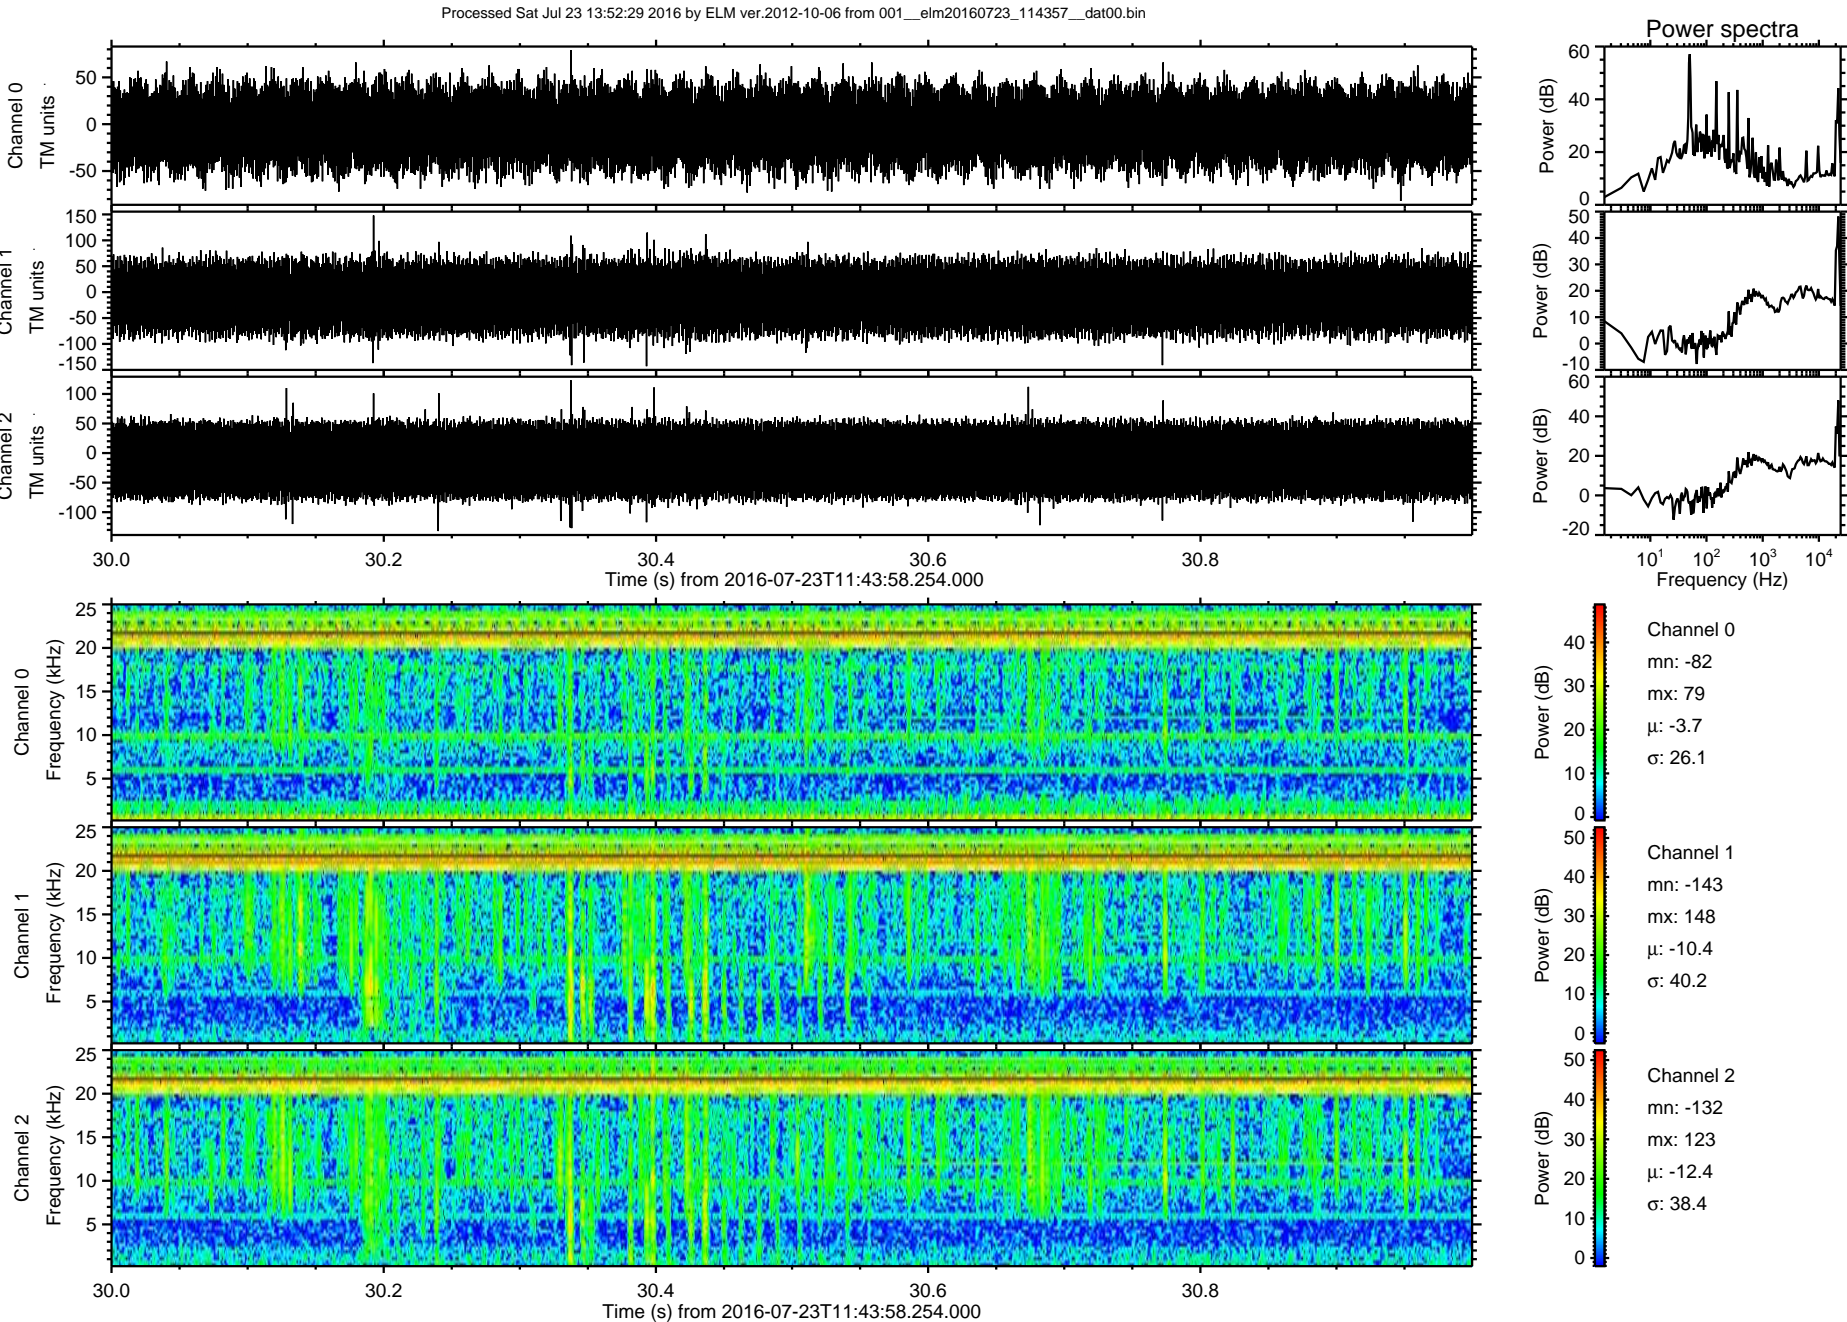 Processed Sat Jul 23 13:52:29 2016 by ELM ver.2012-10-06 from 001__elm20160723_114357__dat00.bin
Power spectra
Channel 0
TM units
50
0
-50
Power (dB)
60
40
20
0
Channel 1
TM units
150
100
50
0
-50
-100
-150
Power (dB)
50
40
30
20
10
0
-10
Channel 2
TM units
100
50
0
-50
-100
Power (dB)
60
40
20
0
-20
30.0 30.2 30.4 30.6 30.8
Time (s) from 2016-07-23T11:43:58.254.000
10^1 10^2 10^3 10^4
Frequency (Hz)
Channel 0
Frequency (kHz)
25
20
15
10
5
Power (dB)
40
30
20
10
0
Channel 0
mn: -82
mx: 79
μ: -3.7
σ: 26.1
Channel 1
Frequency (kHz)
25
20
15
10
5
Power (dB)
50
40
30
20
10
0
Channel 1
mn: -143
mx: 148
μ: -10.4
σ: 40.2
Channel 2
Frequency (kHz)
25
20
15
10
5
Power (dB)
50
40
30
20
10
0
Channel 2
mn: -132
mx: 123
μ: -12.4
σ: 38.4
30.0 30.2 30.4 30.6 30.8
Time (s) from 2016-07-23T11:43:58.254.000